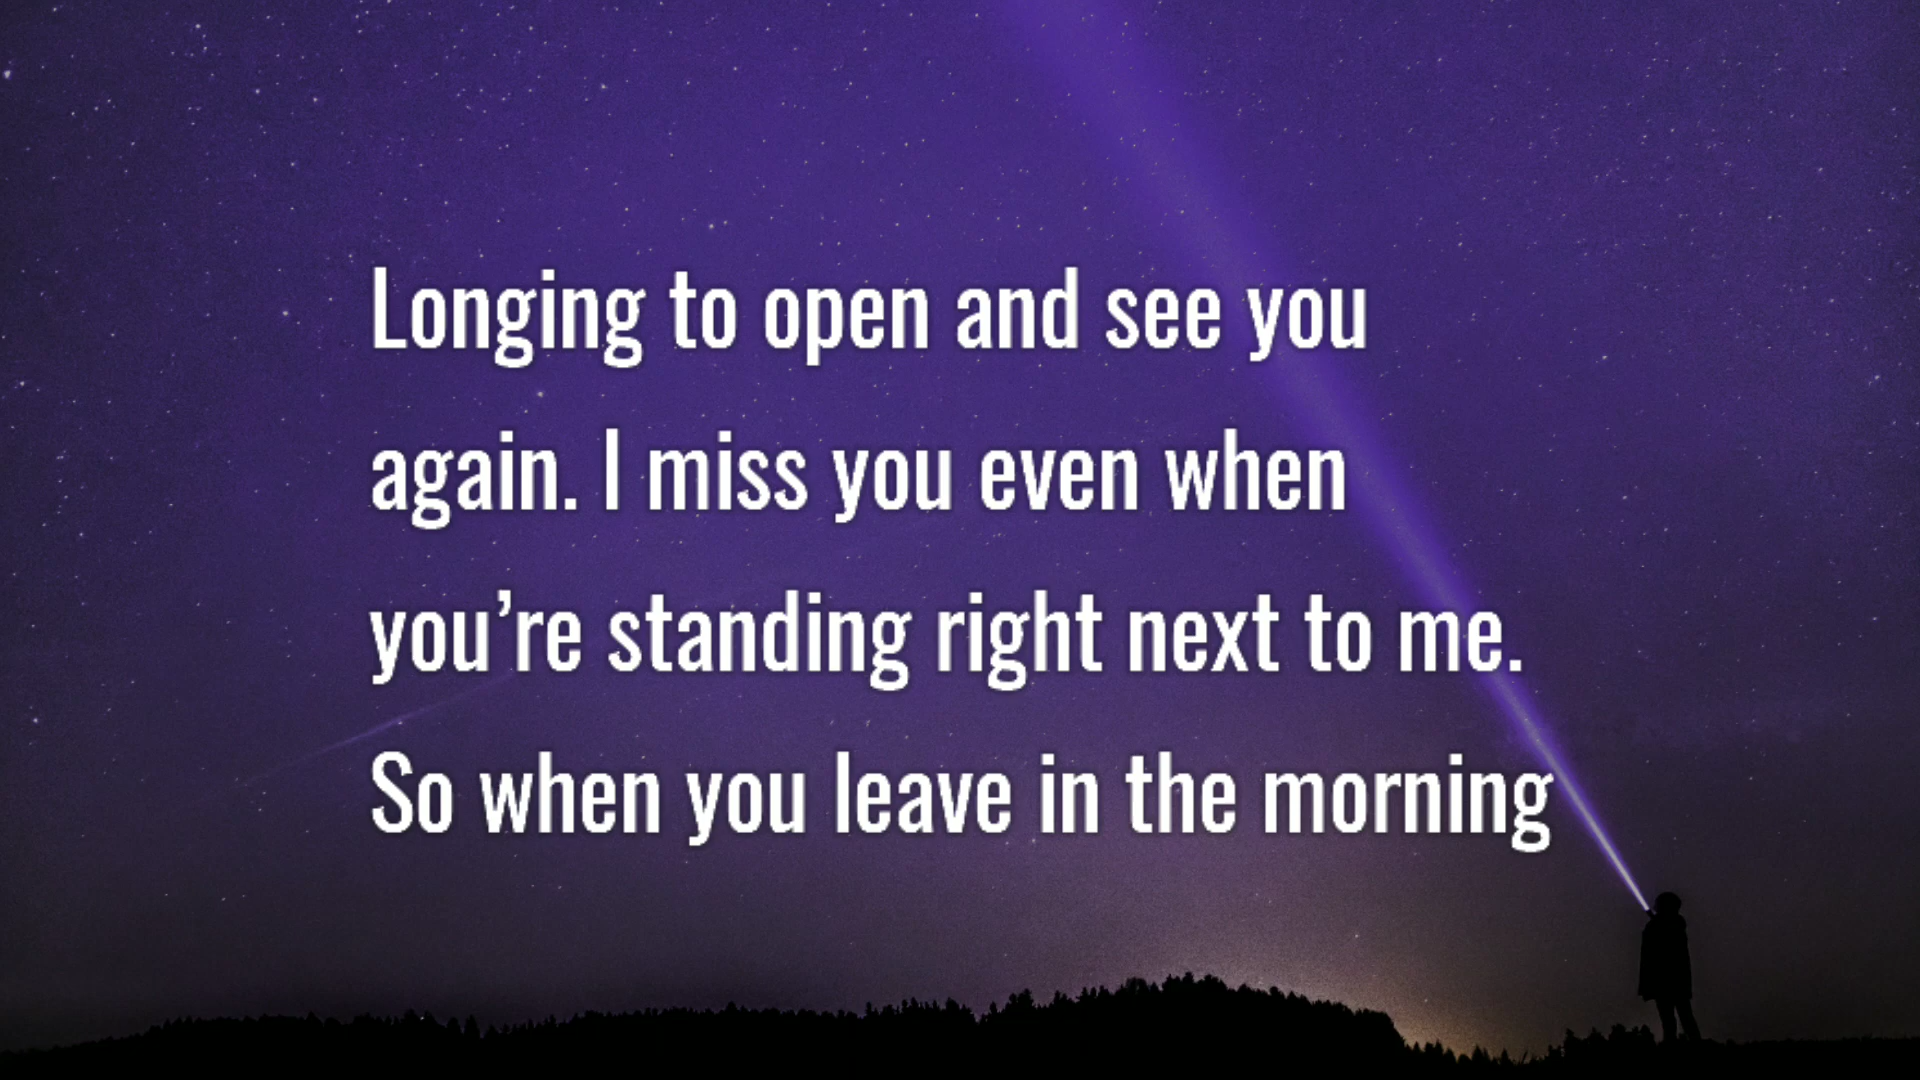 Longing to open and see you
again. I miss you even when
you’re standing right next to me.
So when you leave in the morning